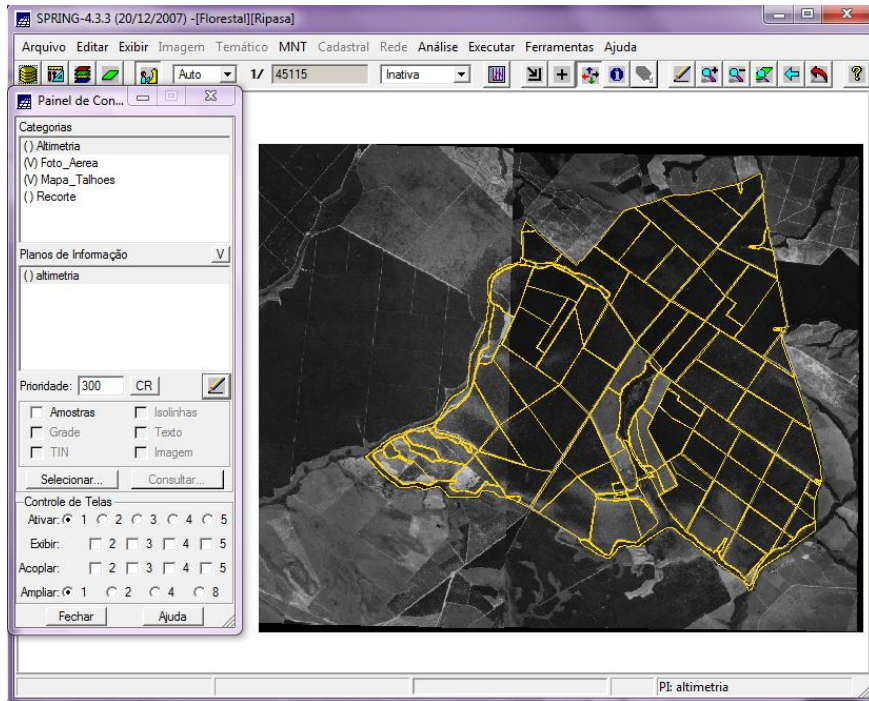 SPRING-4.3.3 (20/12/2007) -[Florestal][Ripasa]
Arquivo Editar Exibir Imagem Temático MNT Cadastral Rede Análise Executar Ferramentas Ajuda
Auto 1/ 45115 Inativa
Painel de Con...
Categorias
( ) Altimetria
(V) Foto_Aerea
(V) Mapa_Talhoes
( ) Recorte
Planos de Informação V
( ) altimetria
Prioridade: 300 CR
Amostras Isolinhas
Grade Texto
TIN Imagem
Selecionar... Consultar...
Controle de Telas
Ativar: 1 2 3 4 5
Exibir: 2 3 4 5
Acoplar: 2 3 4 5
Ampliar: 1 2 4 8
Fechar Ajuda
PI: altimetria